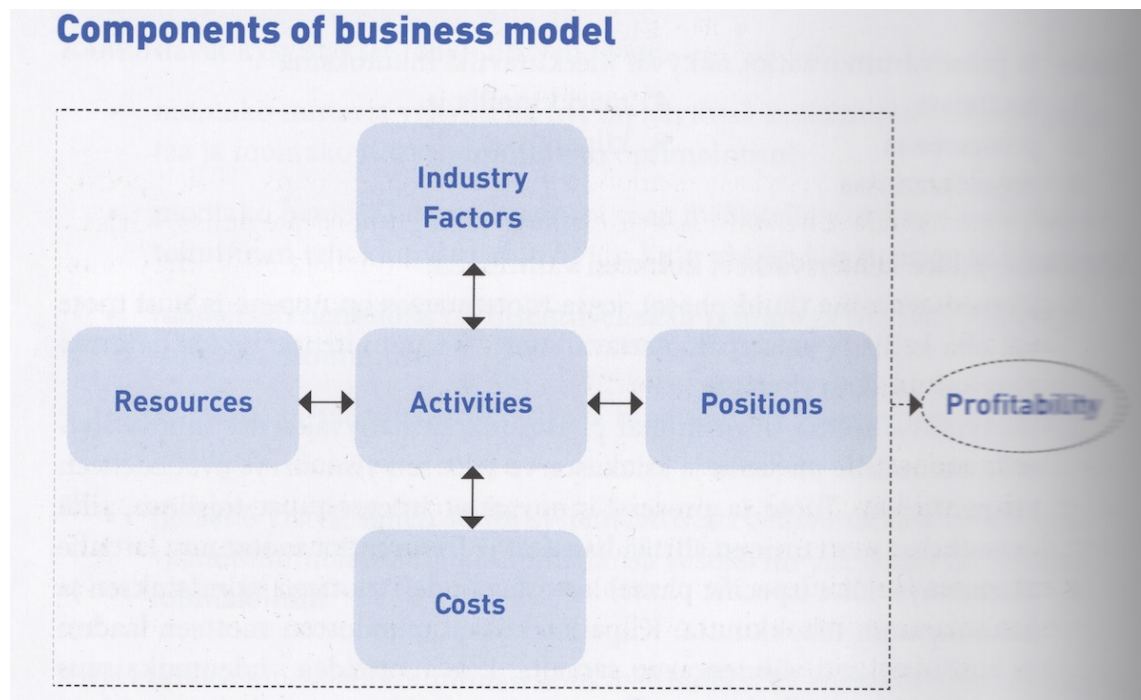 Components of business model
Industry
Factors
Resources
Activities
Positions
Profitability
Costs